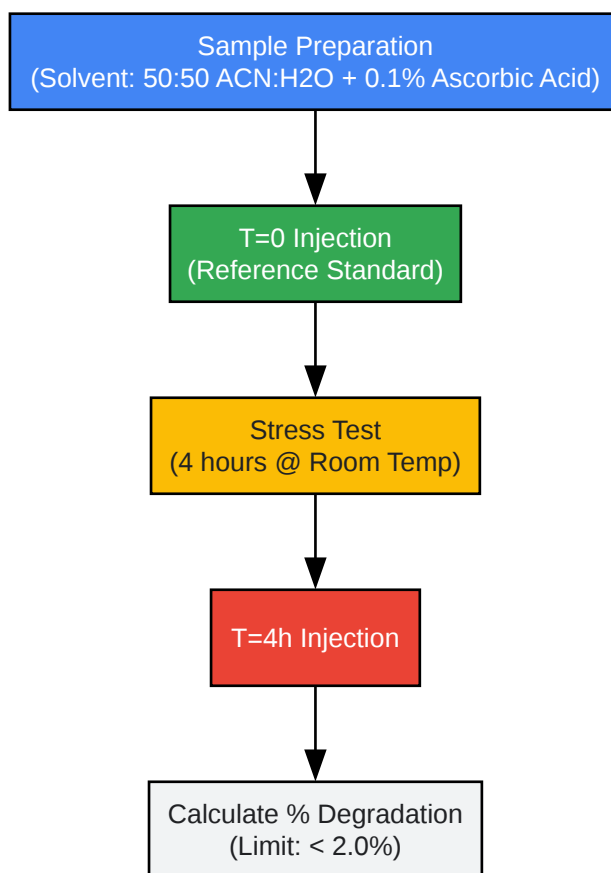 Sample Preparation
(Solvent: 50:50 ACN:H2O + 0.1% Ascorbic Acid)
T=0 Injection
(Reference Standard)
Stress Test
(4 hours @ Room Temp)
T=4h Injection
Calculate % Degradation
(Limit: < 2.0%)